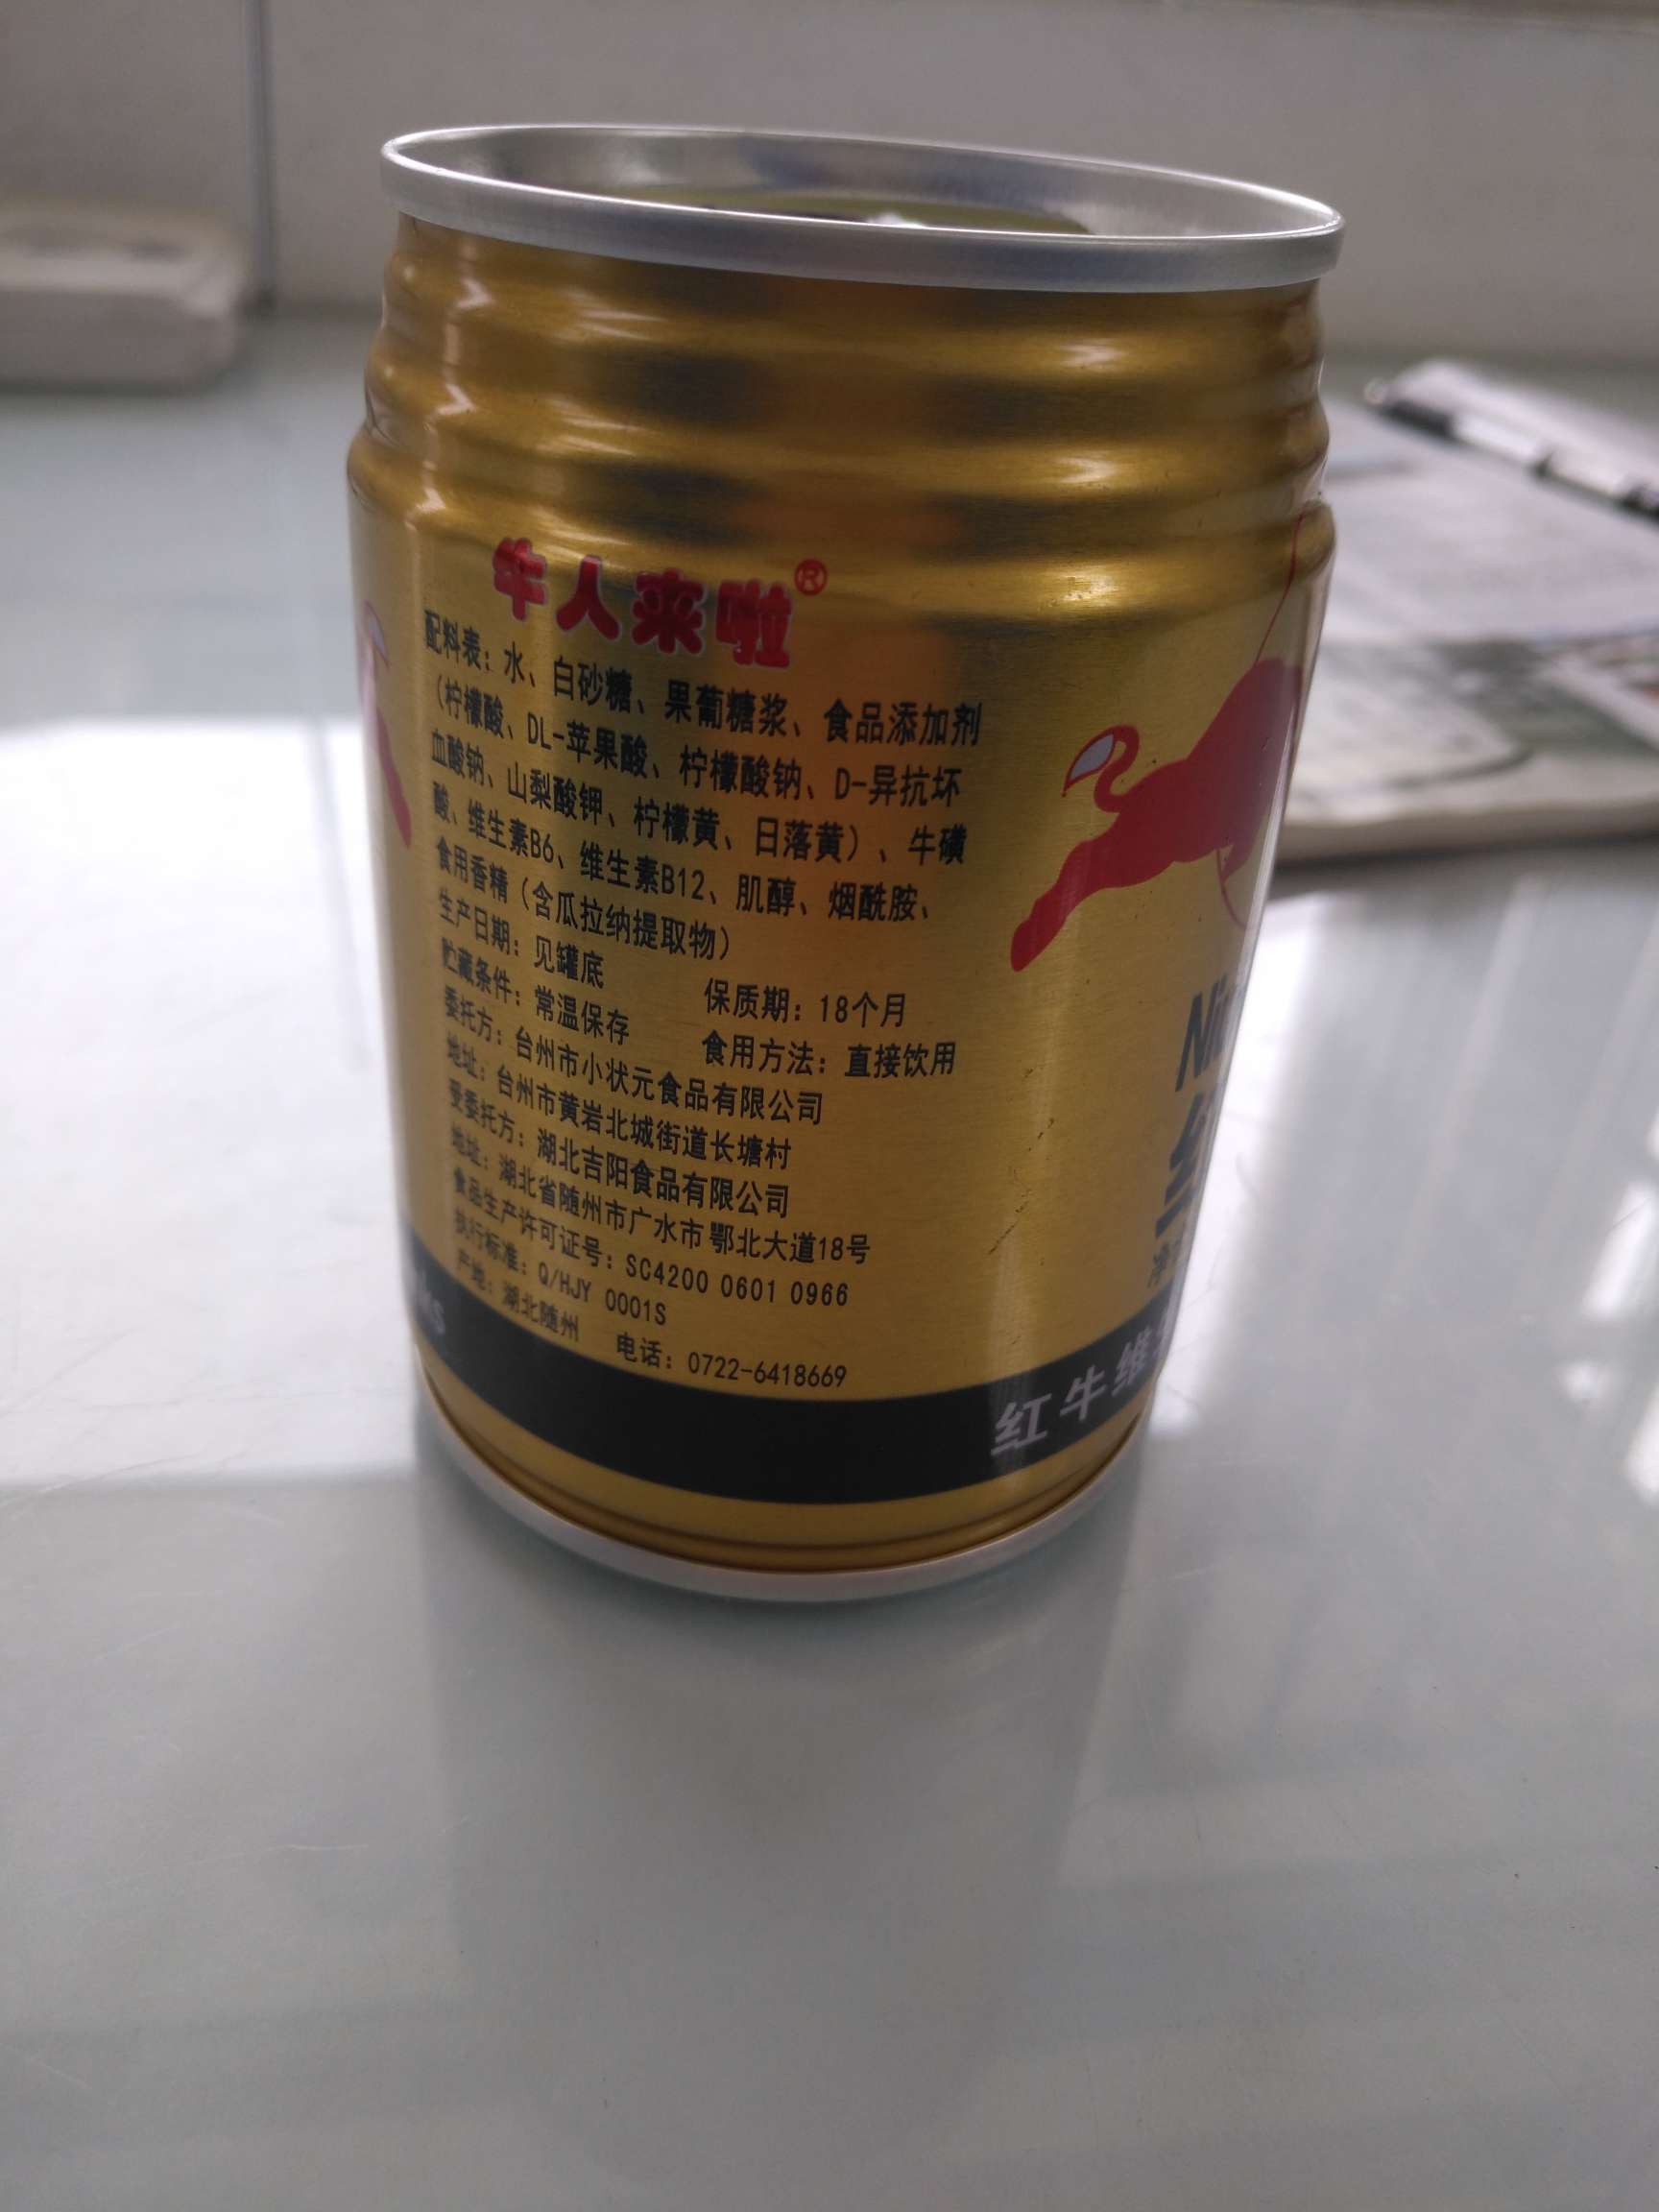 牛人来啦®
配料表：水、白砂糖、果葡糖浆、食品添加剂
（柠檬酸、DL-苹果酸、柠檬酸钠、D-异抗坏
血酸钠、山梨酸钾、柠檬黄、日落黄）、牛磺
酸、维生素B6、维生素B12、肌醇、烟酰胺、
食用香精（含瓜拉纳提取物）
生产日期：见罐底 保质期：18个月
贮藏条件：常温保存 食用方法：直接饮用
委托方：台州市小状元食品有限公司
地址：台州市黄岩北城街道长塘村
受委托方：湖北吉阳食品有限公司
地址：湖北省随州市广水市鄂北大道18号
食品生产许可证号：SC4200 0601 0966
执行标准：Q/HJY 0001S
产地：湖北随州 电话：0722-6418669
红牛维